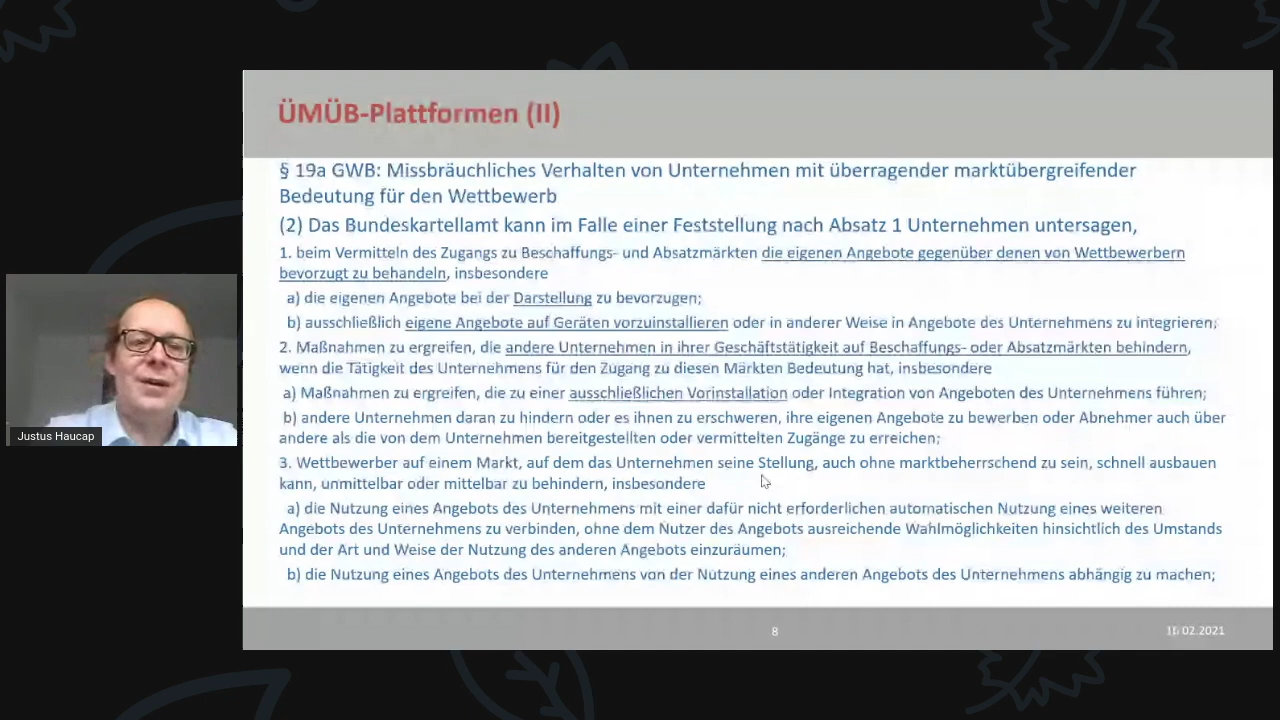 ÜMÜB-Plattformen (II)
§ 19a GWB: Missbräuchliches Verhalten von Unternehmen mit überragender marktübergreifender
Bedeutung für den Wettbewerb
(2) Das Bundeskartellamt kann im Falle einer Feststellung nach Absatz 1 Unternehmen untersagen,
1. beim Vermitteln des Zugangs zu Beschaffungs- und Absatzmärkten die eigenen Angebote gegenüber denen von Wettbewerbern
bevorzugt zu behandeln, insbesondere
a) die eigenen Angebote bei der Darstellung zu bevorzugen;
b) ausschließlich eigene Angebote auf Geräten vorzuinstallieren oder in anderer Weise in Angebote des Unternehmens zu integrieren;
2. Maßnahmen zu ergreifen, die andere Unternehmen in ihrer Geschäftstätigkeit auf Beschaffungs- oder Absatzmärkten behindern,
wenn die Tätigkeit des Unternehmens für den Zugang zu diesen Märkten Bedeutung hat, insbesondere
a) Maßnahmen zu ergreifen, die zu einer ausschließlichen Vorinstallation oder Integration von Angeboten des Unternehmens führen;
b) andere Unternehmen daran zu hindern oder es ihnen zu erschweren, ihre eigenen Angebote zu bewerben oder Abnehmer auch über
andere als die von dem Unternehmen bereitgestellten oder vermittelten Zugänge zu erreichen;
3. Wettbewerber auf einem Markt, auf dem das Unternehmen seine Stellung, auch ohne marktbeherrschend zu sein, schnell ausbauen
kann, unmittelbar oder mittelbar zu behindern, insbesondere
a) die Nutzung eines Angebots des Unternehmens mit einer dafür nicht erforderlichen automatischen Nutzung eines weiteren
Angebots des Unternehmens zu verbinden, ohne dem Nutzer des Angebots ausreichende Wahlmöglichkeiten hinsichtlich des Umstands
und der Art und Weise der Nutzung des anderen Angebots einzuräumen;
b) die Nutzung eines Angebots des Unternehmens von der Nutzung eines anderen Angebots des Unternehmens abhängig zu machen;
Justus Haucap
8